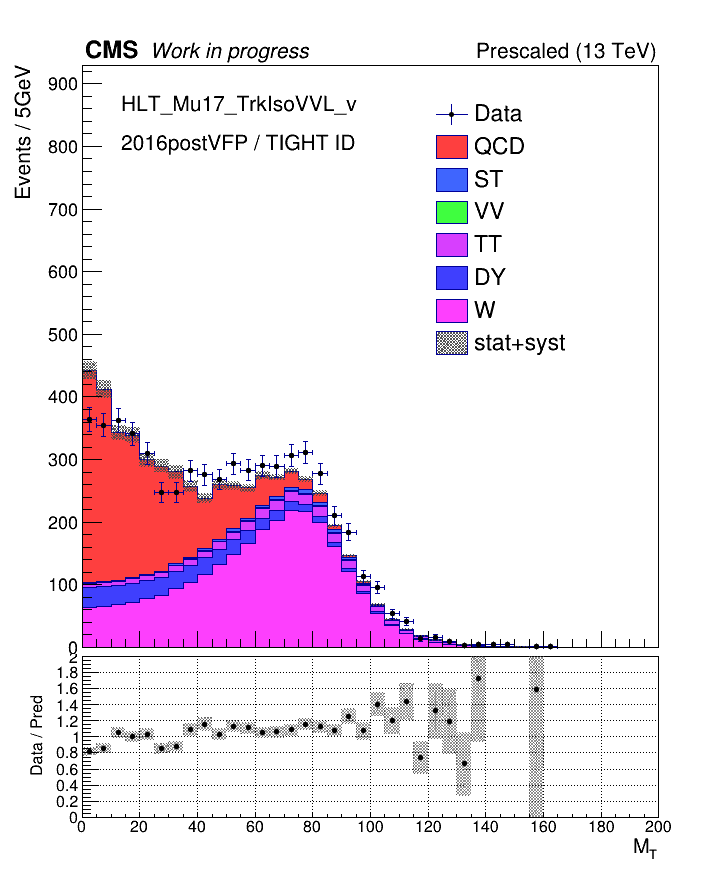 CMS Work in progress Prescaled (13 TeV)
Events / 5GeV
900
800
700
600
500
400
300
200
100
0
HLT_Mu17_TrkIsoVVL_v
2016postVFP / TIGHT ID
Data
QCD
ST
VV
TT
DY
W
stat+syst
Data / Pred
2
1.8
1.6
1.4
1.2
1
0.8
0.6
0.4
0.2
0
0 20 40 60 80 100 120 140 160 180 200
M_T